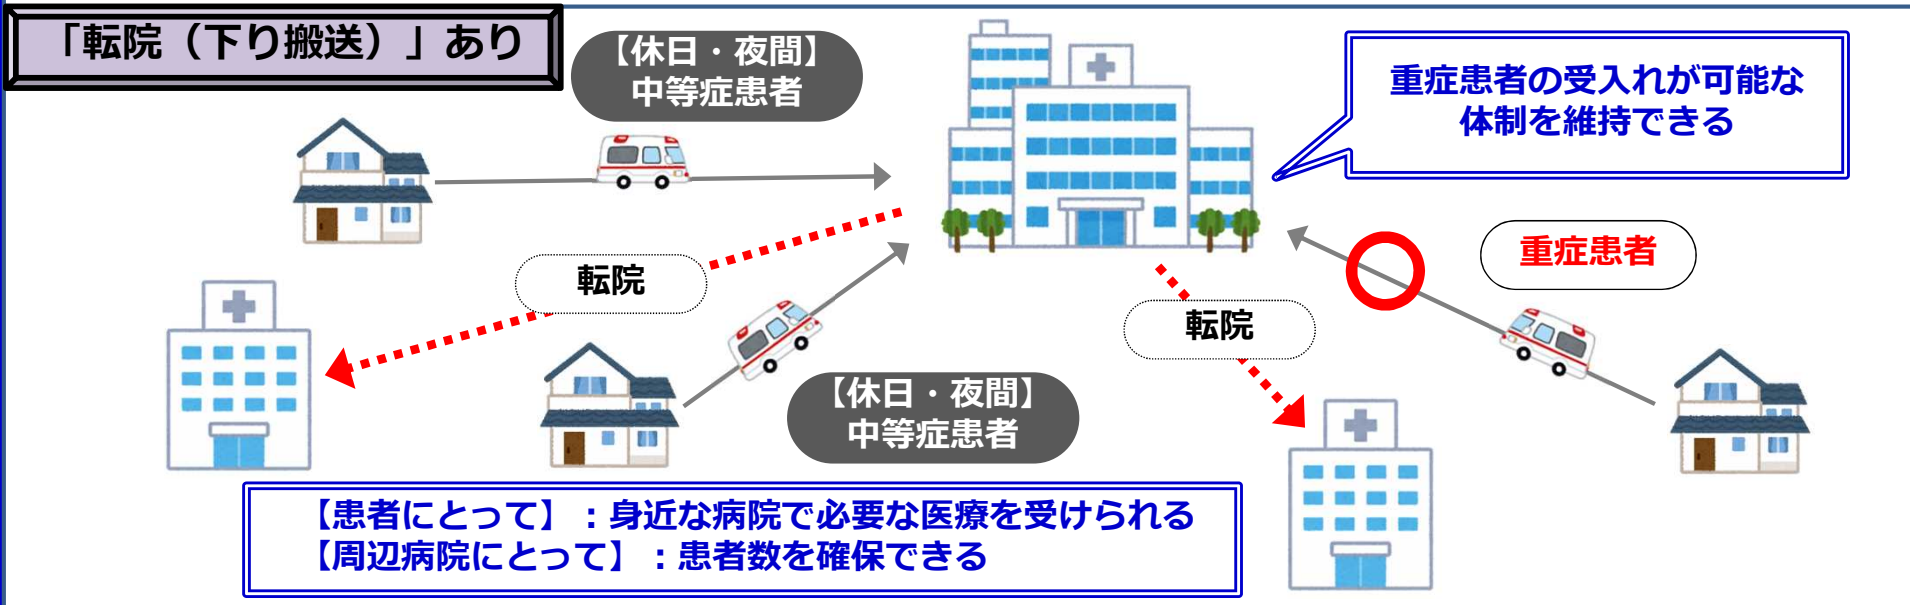 「転院（下り搬送）」あり
【休日・夜間】
中等症患者
重症患者の受入れが可能な
体制を維持できる
重症患者
転院
転院
【休日・夜間】
中等症患者
【患者にとって】：身近な病院で必要な医療を受けられる
【周辺病院にとって】：患者数を確保できる